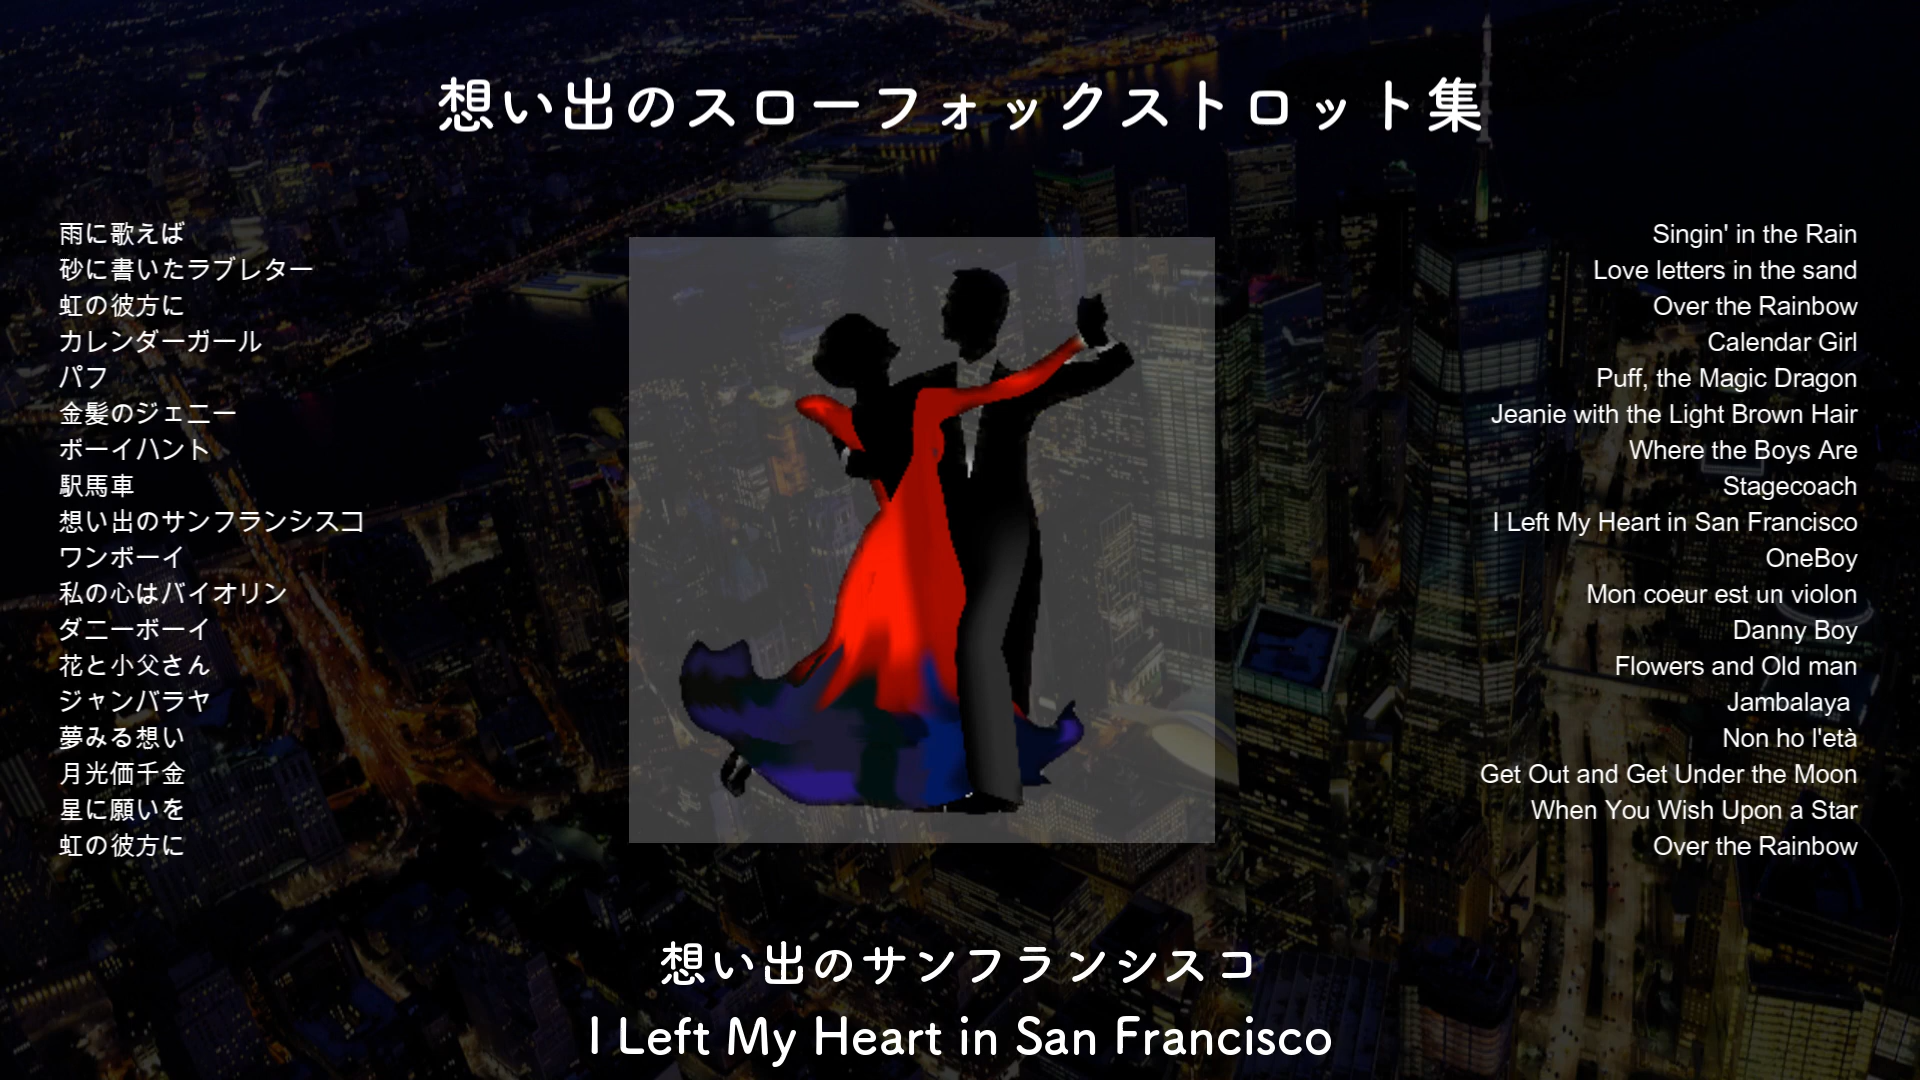 想い出のスローフォックストロット集
雨に歌えば
砂に書いたラブレター
虹の彼方に
カレンダーガール
パフ
金髪のジェニー
ボーイハント
駅馬車
想い出のサンフランシスコ
ワンボーイ
私の心はバイオリン
ダニーボーイ
花と小父さん
ジャンバラヤ
夢みる想い
月光価千金
星に願いを
虹の彼方に
Singin' in the Rain
Love letters in the sand
Over the Rainbow
Calendar Girl
Puff, the Magic Dragon
Jeanie with the Light Brown Hair
Where the Boys Are
Stagecoach
I Left My Heart in San Francisco
OneBoy
Mon coeur est un violon
Danny Boy
Flowers and Old man
Jambalaya
Non ho l'età
Get Out and Get Under the Moon
When You Wish Upon a Star
Over the Rainbow
想い出のサンフランシスコ
I Left My Heart in San Francisco